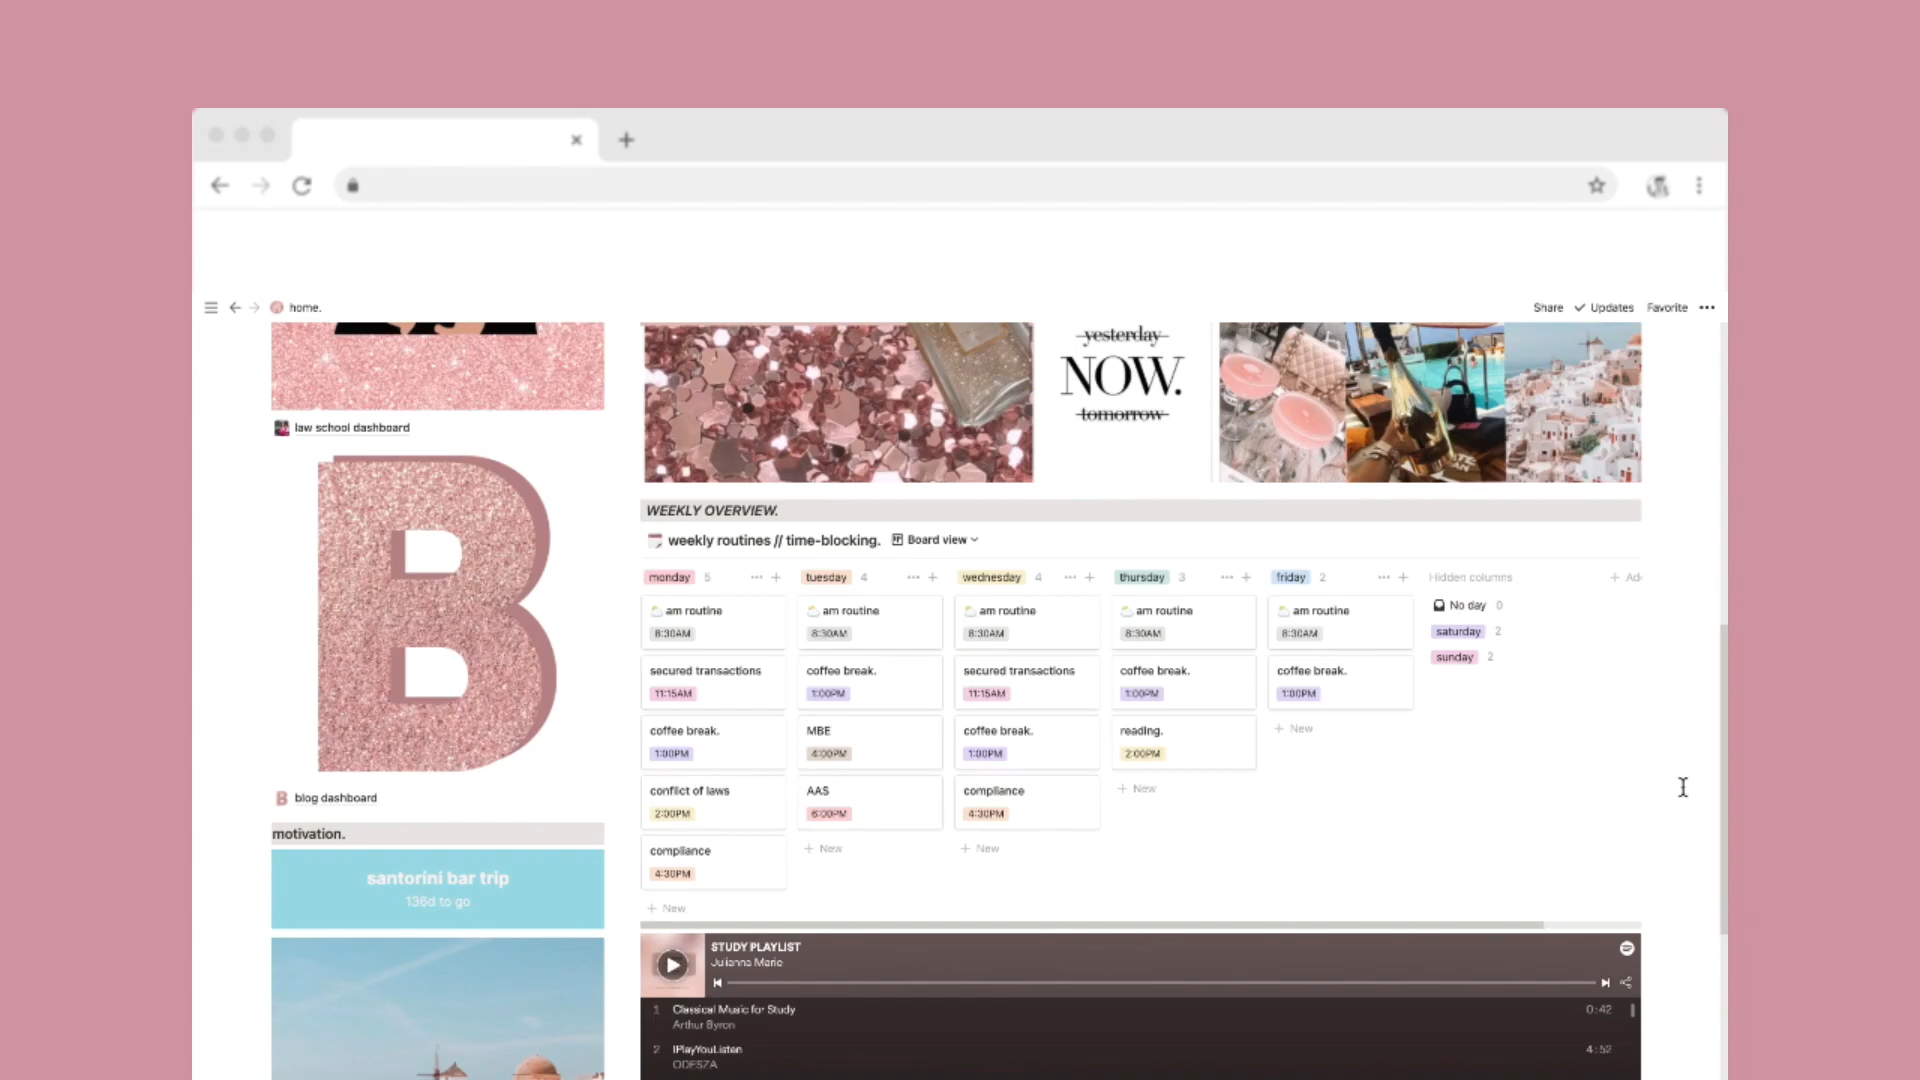 home.
Share
Updates
Favorite
law school dashboard
B
blog dashboard
motivation.
santorini bar trip
136d to go
yesterday
NOW.
tomorrow
WEEKLY OVERVIEW.
weekly routines // time-blocking.
Board view
monday 5
am routine
8:30AM
secured transactions
11:15AM
coffee break.
1:00PM
conflict of laws
2:00PM
compliance
4:30PM
+ New
tuesday 4
am routine
8:30AM
coffee break.
1:00PM
MBE
4:00PM
AAS
6:00PM
+ New
wednesday 4
am routine
8:30AM
secured transactions
11:15AM
coffee break.
1:00PM
compliance
4:30PM
+ New
thursday 3
am routine
8:30AM
coffee break.
1:00PM
reading.
2:00PM
+ New
friday 2
am routine
8:30AM
coffee break.
1:00PM
+ New
Hidden columns
No day 0
saturday 2
sunday 2
STUDY PLAYLIST
Julianna Marie
1 Classical Music for Study 0:42
Arthur Byron
2 IPlayYouListen 4:52
ODESZA